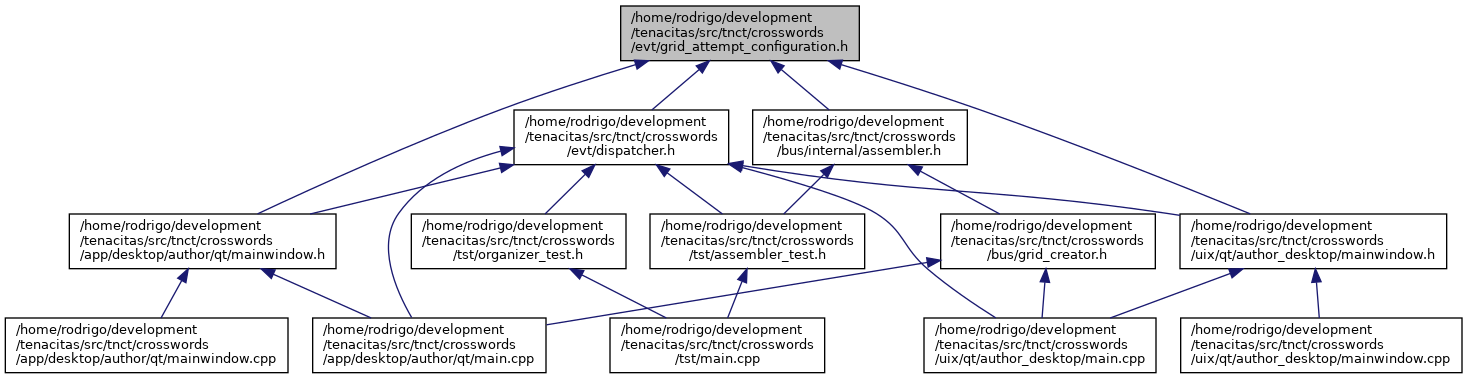 /home/rodrigo/development
/tenacitas/src/tnct/crosswords
/evt/grid_attempt_configuration.h
/home/rodrigo/development
/tenacitas/src/tnct/crosswords
/evt/dispatcher.h
/home/rodrigo/development
/tenacitas/src/tnct/crosswords
/bus/internal/assembler.h
/home/rodrigo/development
/tenacitas/src/tnct/crosswords
/app/desktop/author/qt/mainwindow.h
/home/rodrigo/development
/tenacitas/src/tnct/crosswords
/tst/organizer_test.h
/home/rodrigo/development
/tenacitas/src/tnct/crosswords
/tst/assembler_test.h
/home/rodrigo/development
/tenacitas/src/tnct/crosswords
/bus/grid_creator.h
/home/rodrigo/development
/tenacitas/src/tnct/crosswords
/uix/qt/author_desktop/mainwindow.h
/home/rodrigo/development
/tenacitas/src/tnct/crosswords
/app/desktop/author/qt/mainwindow.cpp
/home/rodrigo/development
/tenacitas/src/tnct/crosswords
/app/desktop/author/qt/main.cpp
/home/rodrigo/development
/tenacitas/src/tnct/crosswords
/tst/main.cpp
/home/rodrigo/development
/tenacitas/src/tnct/crosswords
/uix/qt/author_desktop/main.cpp
/home/rodrigo/development
/tenacitas/src/tnct/crosswords
/uix/qt/author_desktop/mainwindow.cpp